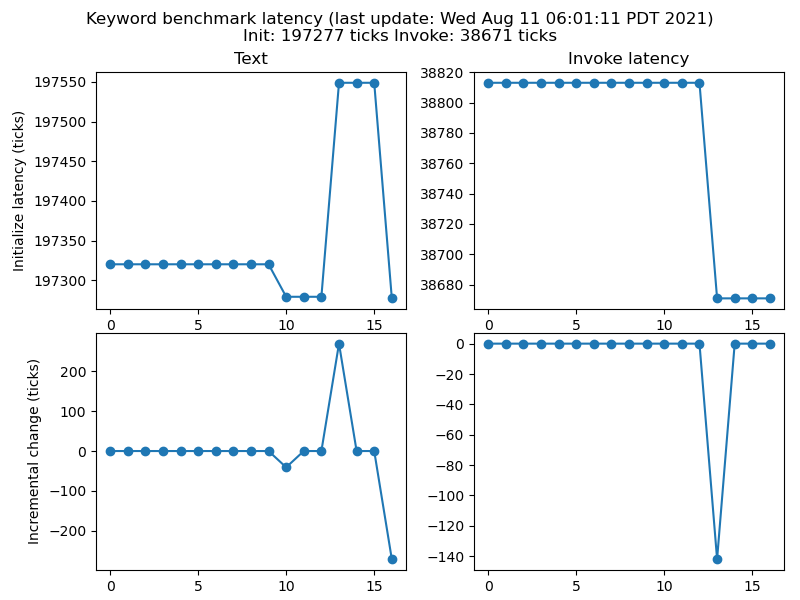 Keyword benchmark latency (last update: Wed Aug 11 06:01:11 PDT 2021)
Init: 197277 ticks Invoke: 38671 ticks
Text
Invoke latency
Initialize latency (ticks)
197550
197500
197450
197400
197350
197300
0 5 10 15
38820
38800
38780
38760
38740
38720
38700
38680
0 5 10 15
Incremental change (ticks)
200
100
0
−100
−200
0 5 10 15
0
−20
−40
−60
−80
−100
−120
−140
0 5 10 15